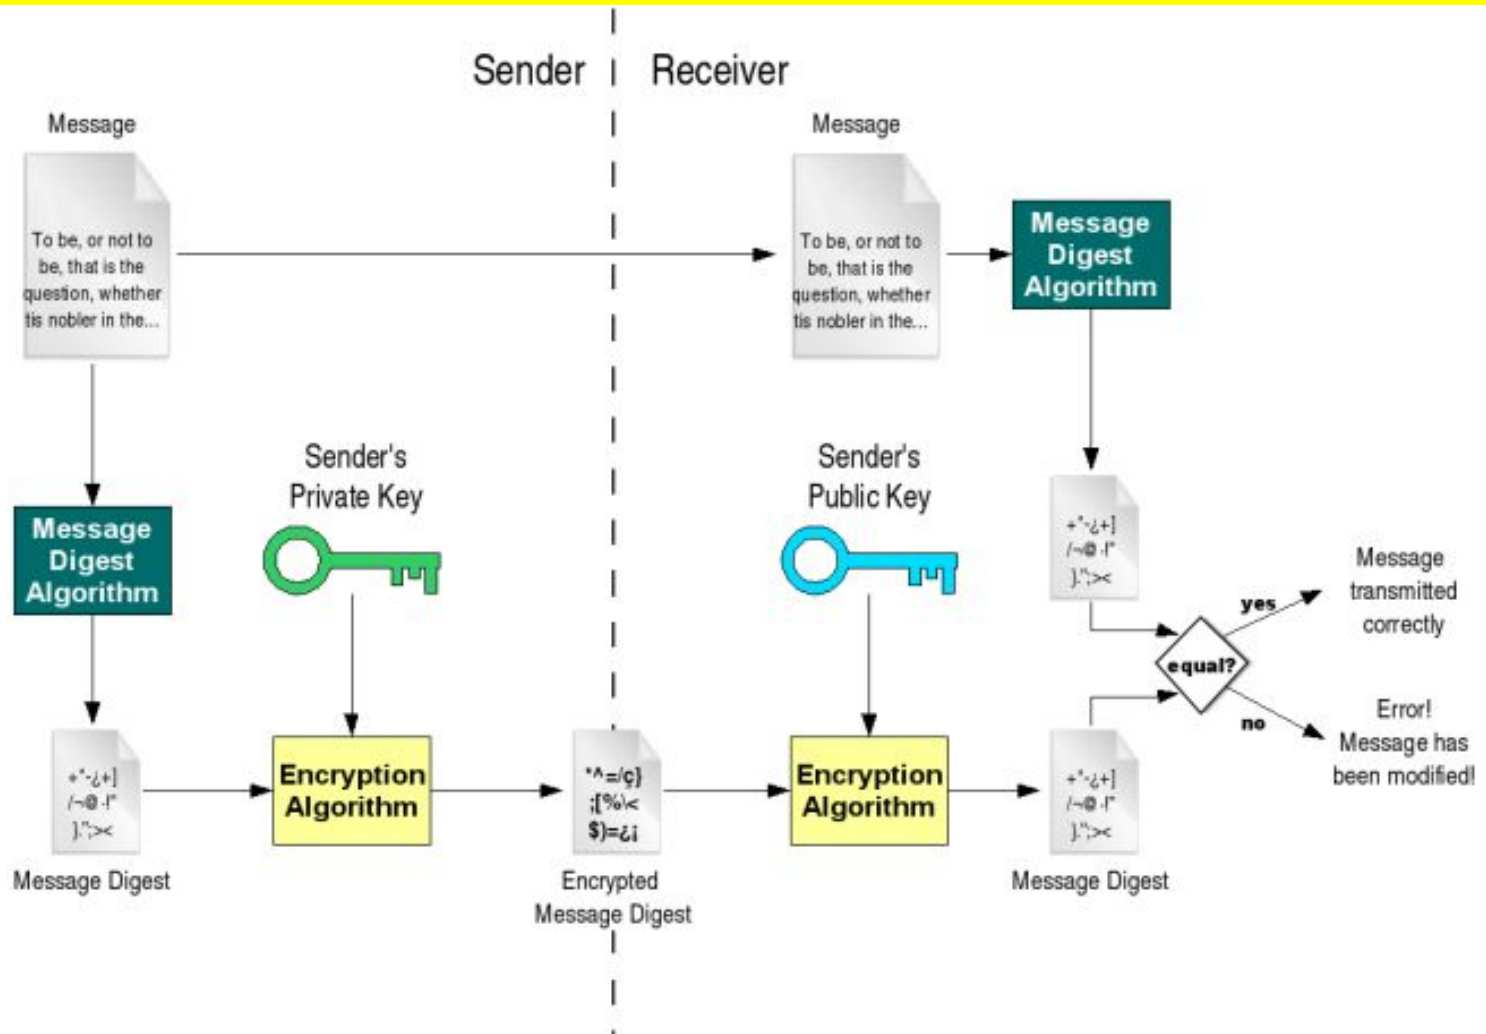 Sender
Receiver
Message
To be, or not to
be, that is the
question, whether
tis nobler in the...
Message
To be, or not to
be, that is the
question, whether
tis nobler in the...
Message
Digest
Algorithm
Sender's
Private Key
Sender's
Public Key
Message
Digest
Algorithm
+*-¿+]
/¬@ -!"
}.";><
Message
transmitted
correctly
yes
equal?
no
Error!
Message has
been modified!
+*-¿+]
/¬@ -!"
}.";><
Message Digest
Encryption
Algorithm
*^=/ç}
;[%\<
$)=¿¡
Encrypted
Message Digest
Encryption
Algorithm
+*-¿+]
/¬@ -!"
}.";><
Message Digest